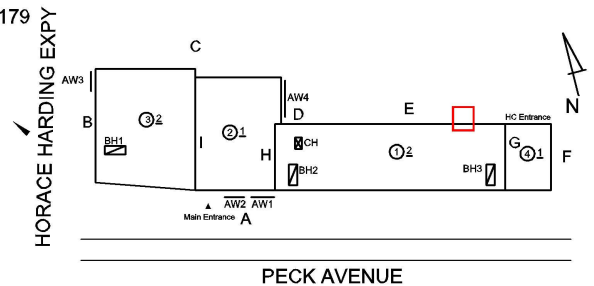 179
HORACE HARDING EXPY
C
AW3
AW4
B
③ 2
② 1
D
E
HC Entrance
N
BH1
I
H
CH
① 2
G
④ 1
F
BH2
BH3
AW2 AW1
Main Entrance A
PECK AVENUE